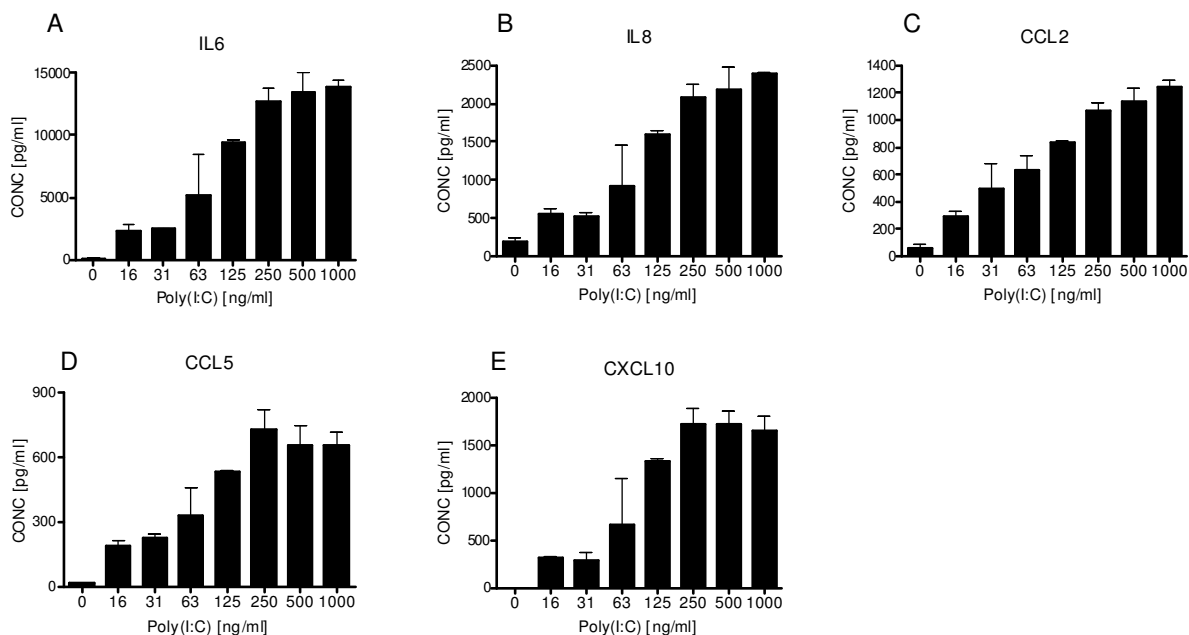 A
IL6
CONC [pg/ml]
15000
10000
5000
0
0 16 31 63 125 250 500 1000
Poly(I:C) [ng/ml]
B
IL8
CONC [pg/ml]
2500
2000
1500
1000
500
0
0 16 31 63 125 250 500 1000
Poly(I:C) [ng/ml]
C
CCL2
CONC [pg/ml]
1400
1200
1000
800
600
400
200
0
0 16 31 63 125 250 500 1000
Poly(I:C) [ng/ml]
D
CCL5
CONC [pg/ml]
900
600
300
0
0 16 31 63 125 250 500 1000
Poly(I:C) [ng/ml]
E
CXCL10
CONC [pg/ml]
2000
1500
1000
500
0
0 16 31 63 125 250 500 1000
Poly(I:C) [ng/ml]